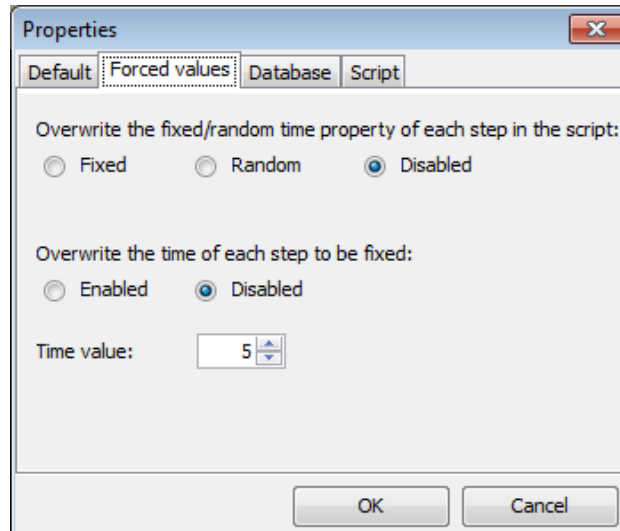 Properties
Default Forced values Database Script
Overwrite the fixed/random time property of each step in the script:
Fixed Random Disabled
Overwrite the time of each step to be fixed:
Enabled Disabled
Time value: 5
OK Cancel